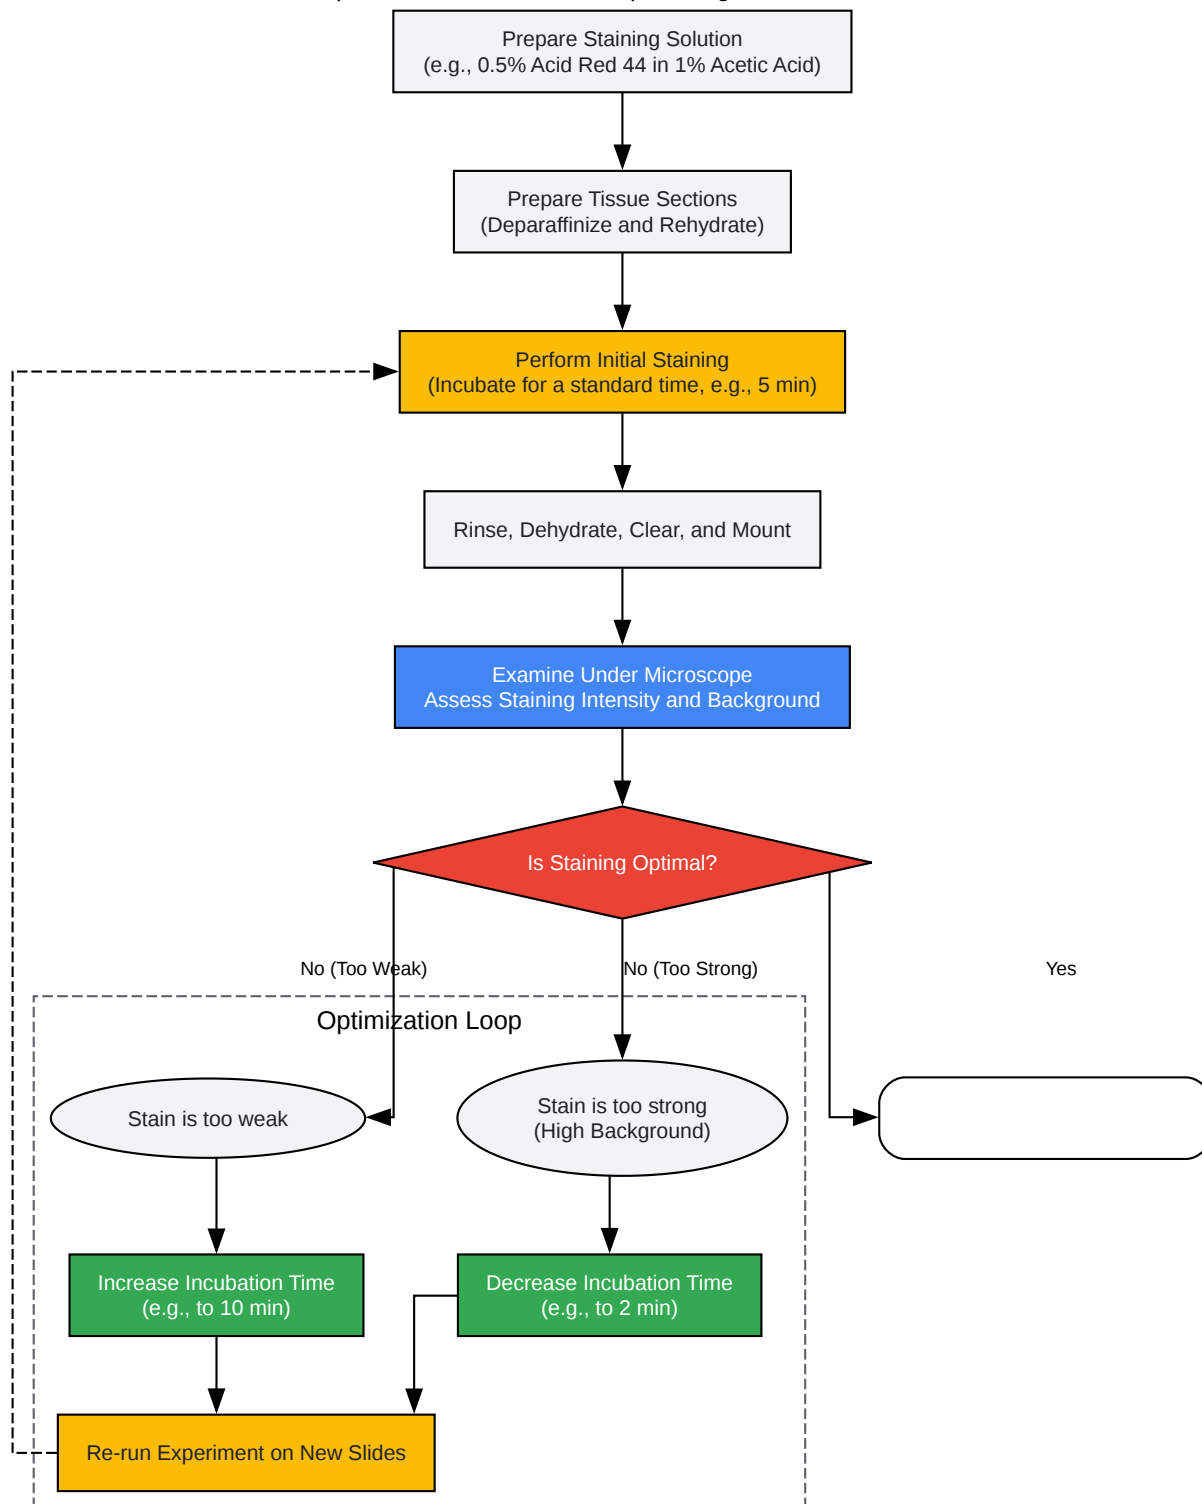 Prepare Staining Solution
(e.g., 0.5% Acid Red 44 in 1% Acetic Acid)
Prepare Tissue Sections
(Deparaffinize and Rehydrate)
Perform Initial Staining
(Incubate for a standard time, e.g., 5 min)
Rinse, Dehydrate, Clear, and Mount
Examine Under Microscope
Assess Staining Intensity and Background
Is Staining Optimal?
No (Too Weak)
No (Too Strong)
Yes
Optimization Loop
Stain is too weak
Stain is too strong
(High Background)
Increase Incubation Time
(e.g., to 10 min)
Decrease Incubation Time
(e.g., to 2 min)
Re-run Experiment on New Slides